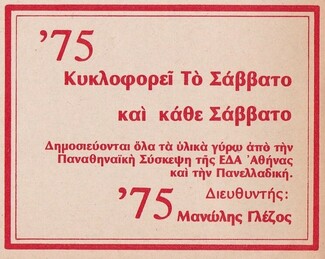 '75
Κυκλοφορεῖ Τὸ Σάββατο
καὶ κάθε Σάββατο
Δημοσιεύονται ὅλα τὰ ὑλικὰ γύρω ἀπὸ τὴν
Παναθηναϊκὴ Σύσκεψη τῆς ΕΔΑ 'Αθήνας
καὶ τὴν Πανελλαδική.
'75 Διευθυντής:
Μανώλης Γλέζος